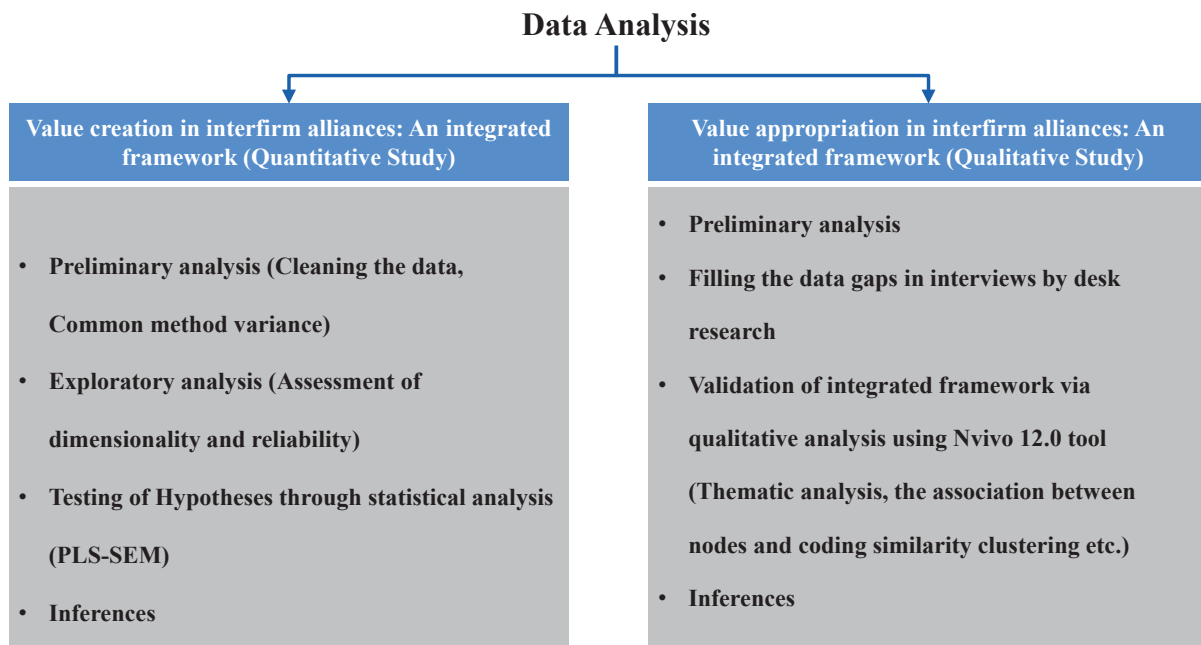 Data Analysis
Value creation in interfirm alliances: An integrated
framework (Quantitative Study)
• Preliminary analysis (Cleaning the data,
Common method variance)
• Exploratory analysis (Assessment of
dimensionality and reliability)
• Testing of Hypotheses through statistical analysis
(PLS-SEM)
• Inferences
Value appropriation in interfirm alliances: An
integrated framework (Qualitative Study)
• Preliminary analysis
• Filling the data gaps in interviews by desk
research
• Validation of integrated framework via
qualitative analysis using Nvivo 12.0 tool
(Thematic analysis, the association between
nodes and coding similarity clustering etc.)
• Inferences